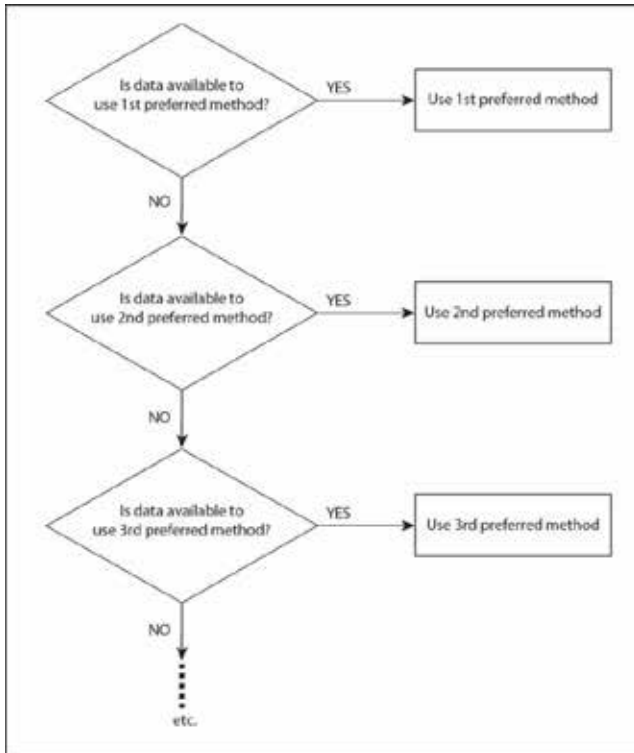 Is data available to
use 1st preferred method?
YES
Use 1st preferred method
NO
Is data available to
use 2nd preferred method?
YES
Use 2nd preferred method
NO
Is data available to
use 3rd preferred method?
YES
Use 3rd preferred method
NO
etc.